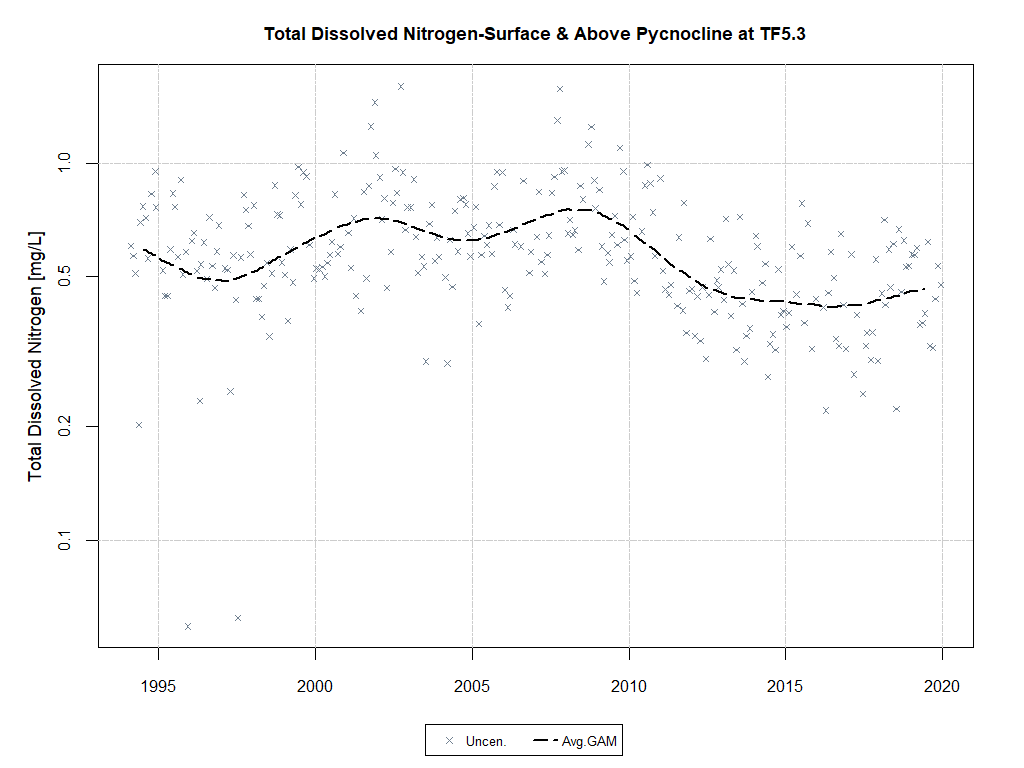 Total Dissolved Nitrogen-Surface & Above Pycnocline at TF5.3
Total Dissolved Nitrogen [mg/L]
1.0
0.5
0.2
0.1
1995 2000 2005 2010 2015 2020
Uncen. Avg.GAM